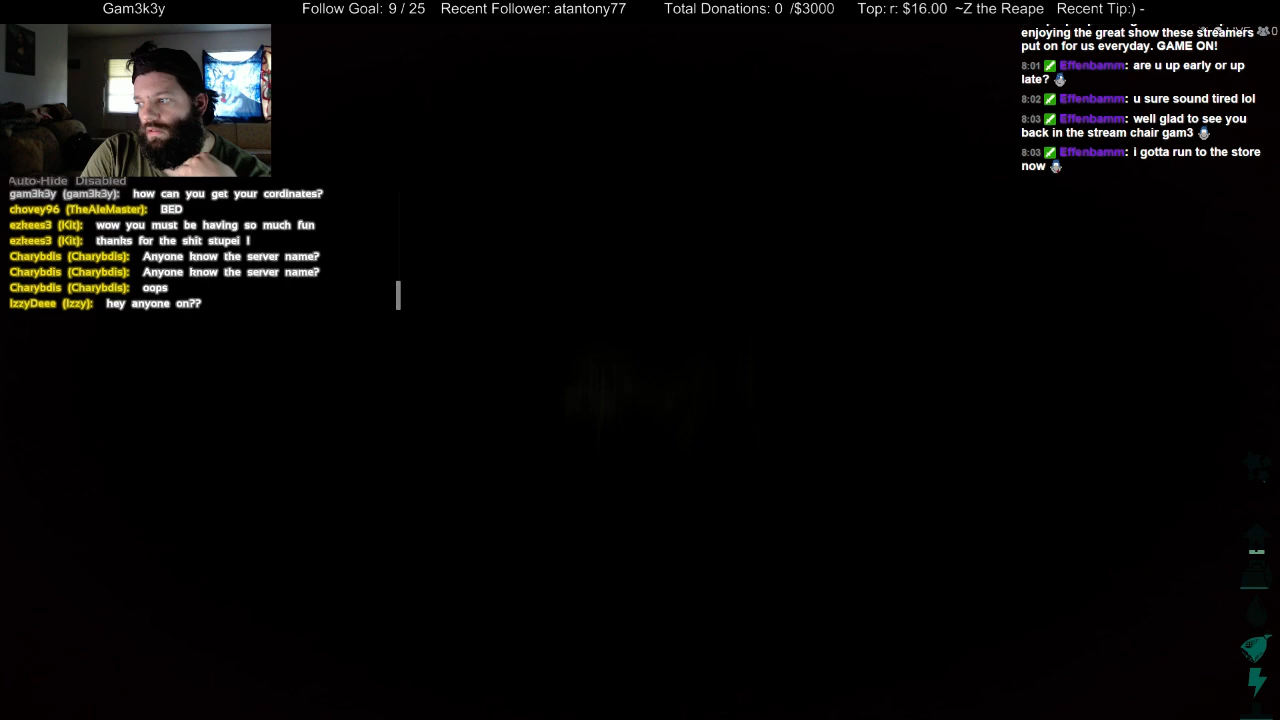 Gam3k3y Follow Goal: 9 / 25 Recent Follower: atantony77 Total Donations: 0 /$3000 Top: r: $16.00 ~Z the Reape Recent Tip:) -
enjoying the great show these streamers
put on for us everyday. GAME ON!
8:01 Effenbamm: are u up early or up
late?
8:02 Effenbamm: u sure sound tired lol
8:03 Effenbamm: well glad to see you
back in the stream chair gam3
8:03 Effenbamm: i gotta run to the store
now
Auto-Hide Disabled
gam3k3y (gam3k3y): how can you get your cordinates?
chovey96 (TheAleMaster): BED
ezkees3 (Kit): wow you must be having so much fun
ezkees3 (Kit): thanks for the shit stupei !
Charybdis (Charybdis): Anyone know the server name?
Charybdis (Charybdis): Anyone know the server name?
Charybdis (Charybdis): oops
IzzyDeee (Izzy): hey anyone on??